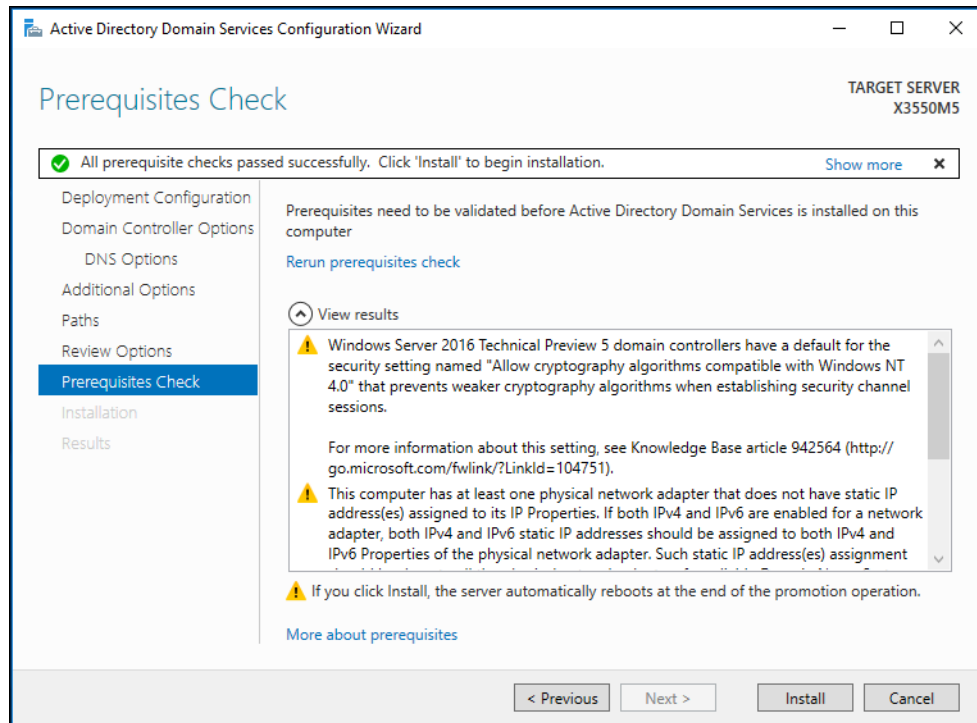 Active Directory Domain Services Configuration Wizard
Prerequisites Check
TARGET SERVER
X3550M5
All prerequisite checks passed successfully. Click 'Install' to begin installation.
Show more
Deployment Configuration
Domain Controller Options
DNS Options
Additional Options
Paths
Review Options
Prerequisites Check
Installation
Results
Prerequisites need to be validated before Active Directory Domain Services is installed on this
computer
Rerun prerequisites check
View results
Windows Server 2016 Technical Preview 5 domain controllers have a default for the
security setting named "Allow cryptography algorithms compatible with Windows NT
4.0" that prevents weaker cryptography algorithms when establishing security channel
sessions.
For more information about this setting, see Knowledge Base article 942564 (http://
go.microsoft.com/fwlink/?LinkId=104751).
This computer has at least one physical network adapter that does not have static IP
address(es) assigned to its IP Properties. If both IPv4 and IPv6 are enabled for a network
adapter, both IPv4 and IPv6 static IP addresses should be assigned to both IPv4 and
IPv6 Properties of the physical network adapter. Such static IP address(es) assignment
If you click Install, the server automatically reboots at the end of the promotion operation.
More about prerequisites
< Previous
Next >
Install
Cancel